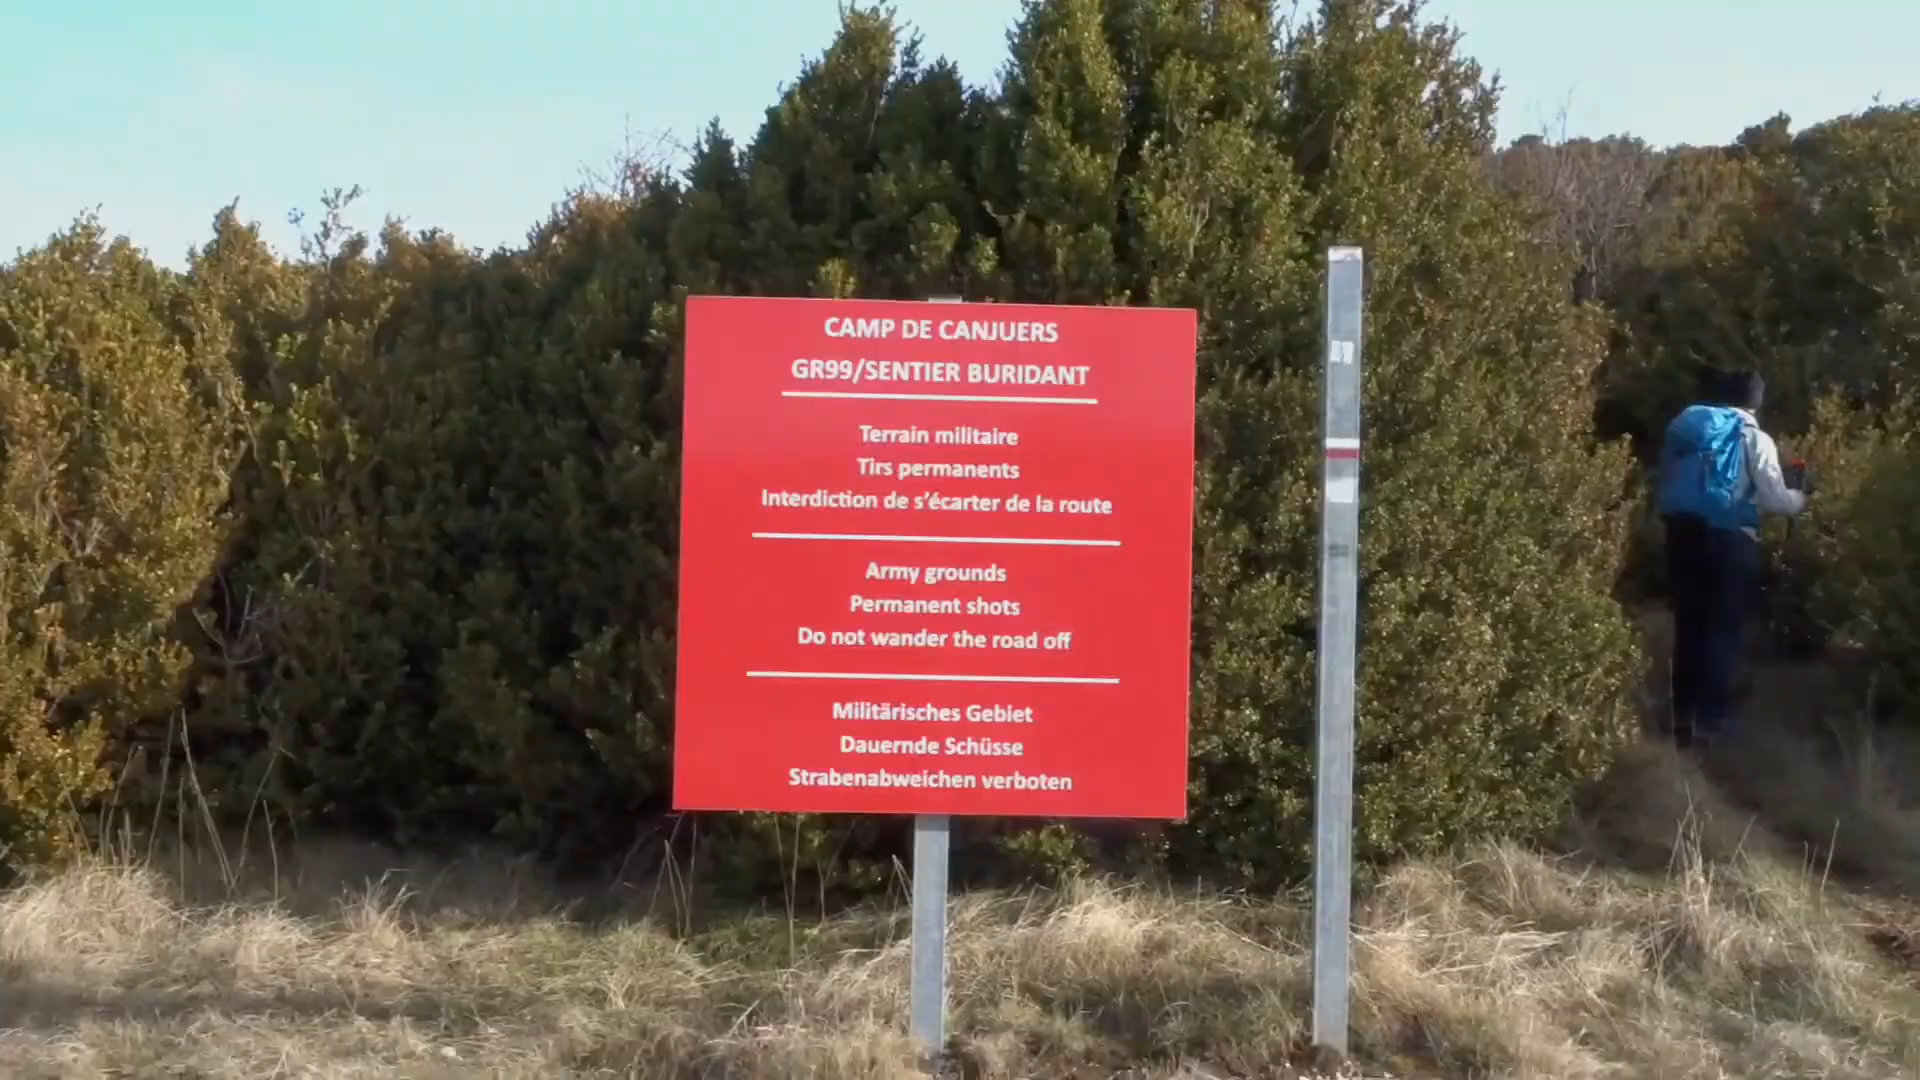 CAMP DE CANJUERS
GR99/SENTIER BURIDANT
Terrain militaire
Tirs permanents
Interdiction de s'écarter de la route
Army grounds
Permanent shots
Do not wander the road off
Militärisches Gebiet
Dauernde Schüsse
Strabenabweichen verboten